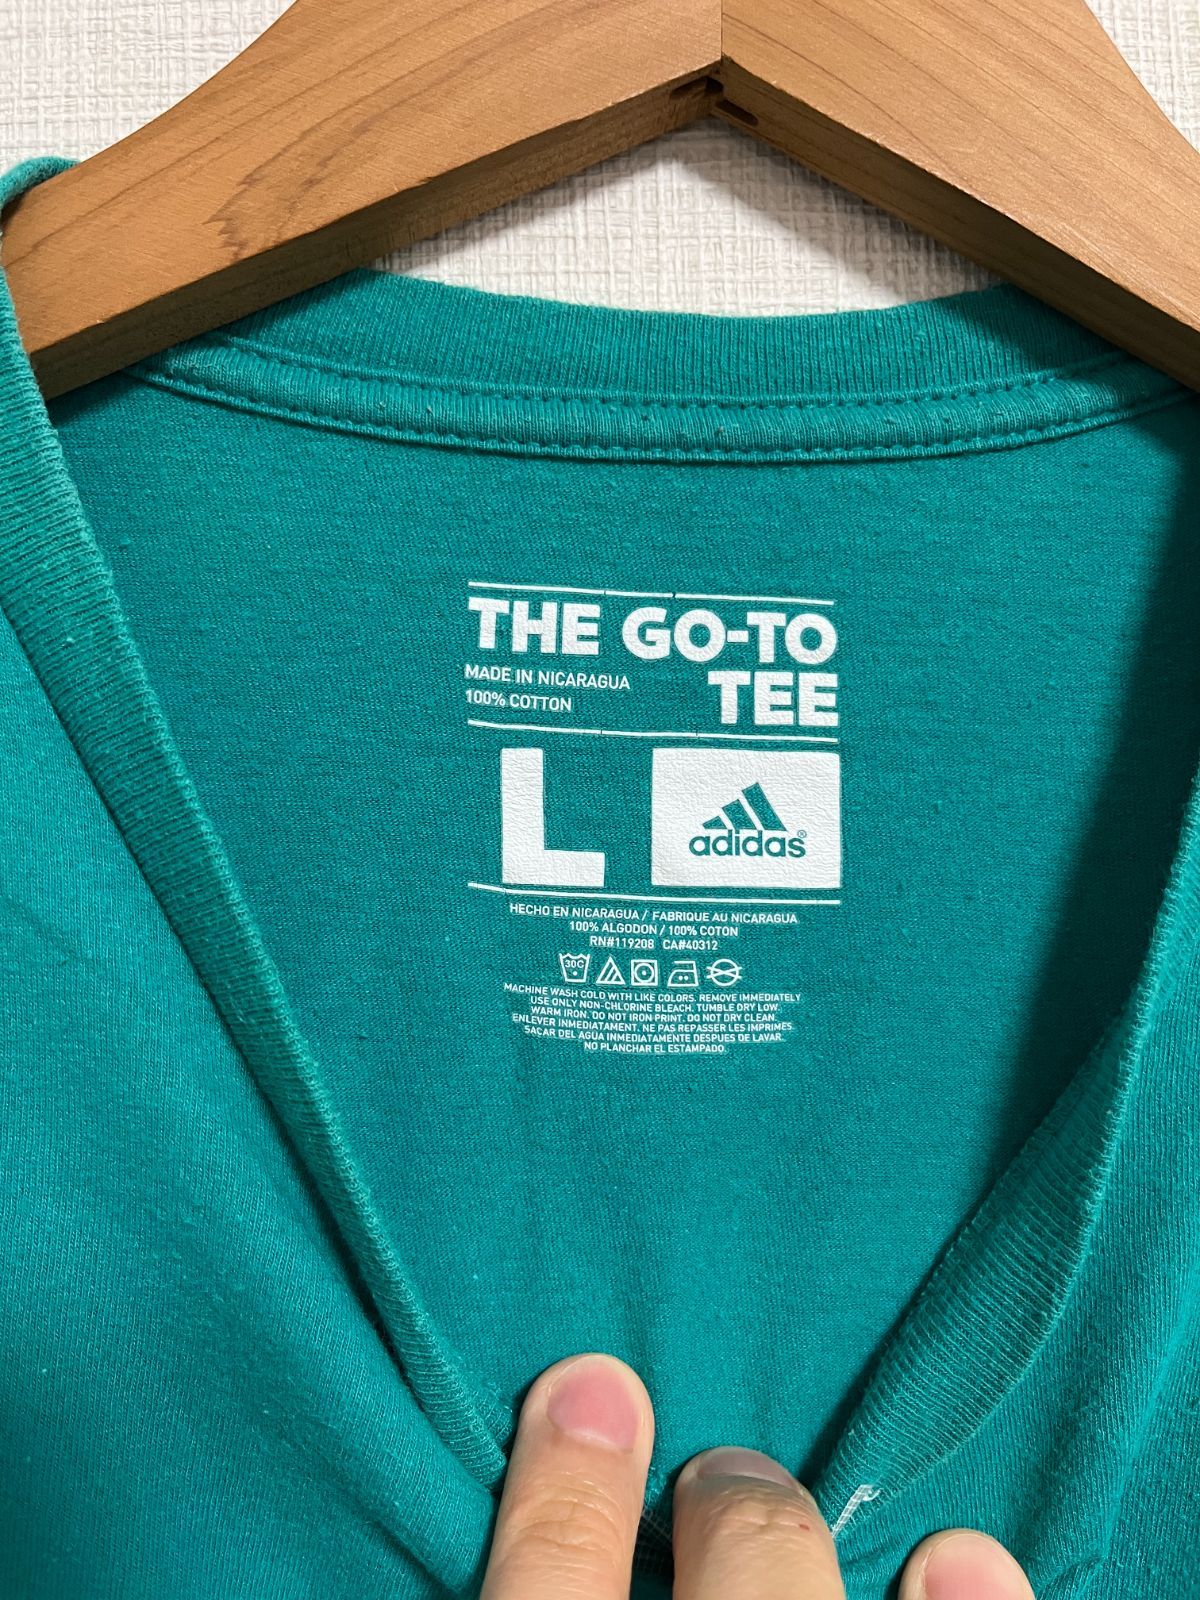 THE GO-TO
TEE
MADE IN NICARAGUA
100% COTTON
L
adidas®
HECHO EN NICARAGUA / FABRIQUE AU NICARAGUA
100% ALGODON / 100% COTON
RN#119208 CA#40312
30C
MACHINE WASH COLD WITH LIKE COLORS. REMOVE IMMEDIATELY
USE ONLY NON-CHLORINE BLEACH. TUMBLE DRY LOW.
WARM IRON. DO NOT IRON PRINT. DO NOT DRY CLEAN.
ENLEVER IMMEDIATAMENT. NE PAS REPASSER LES IMPRIMES.
SACAR DEL AGUA INMEDIATAMENTE DESPUES DE LAVAR.
NO PLANCHAR EL ESTAMPADO.